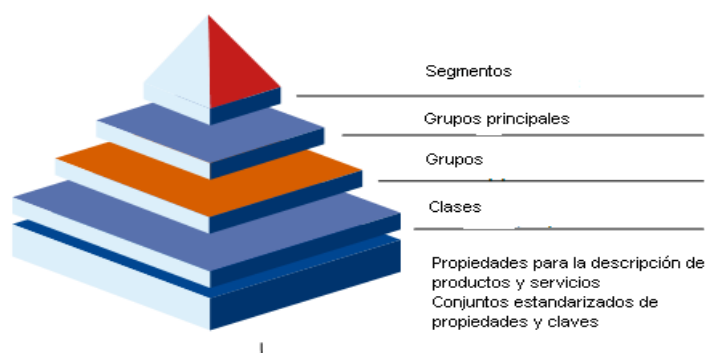 Segmentos
Grupos principales
Grupos
Clases
Propiedades para la descripción de
productos y servicios
Conjuntos estandarizados de
propiedades y claves